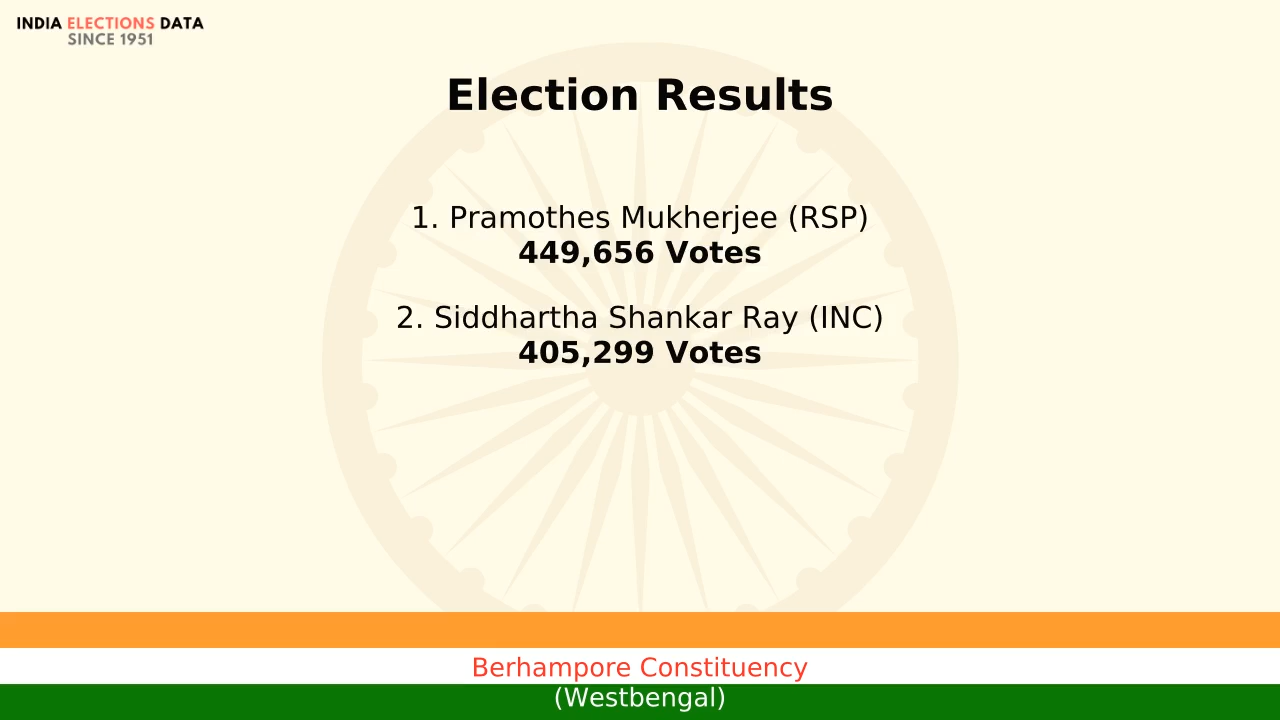 INDIA ELECTIONS DATA
SINCE 1951
Election Results
1. Pramothes Mukherjee (RSP)
449,656 Votes
2. Siddhartha Shankar Ray (INC)
405,299 Votes
Berhampore Constituency
(Westbengal)